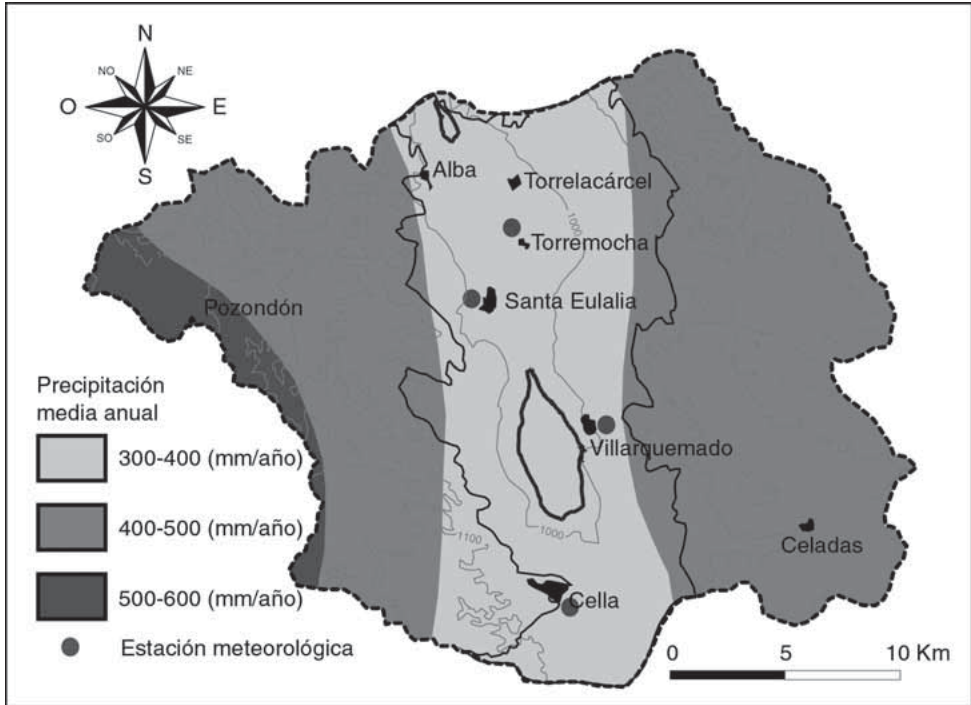 N
NO
NE
O
E
SO
SE
S
Alba
Torrelacárcel
1000
Torremocha
Santa Eulalia
Pozondón
Precipitación
media anual
300-400 (mm/año)
400-500 (mm/año)
500-600 (mm/año)
Estación meteorológica
Villarquemado
1000
1100
Celadas
Cella
0
5
10 Km